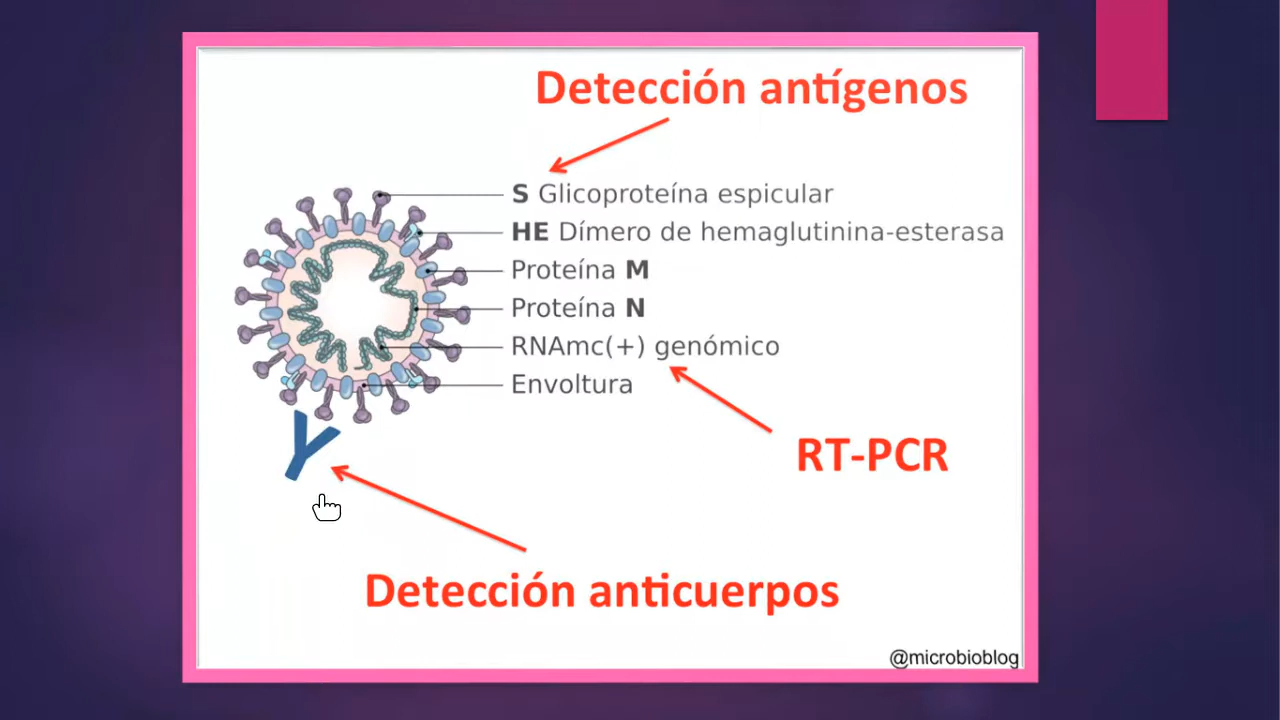 Detección antígenos
S Glicoproteína espicular
HE Dímero de hemaglutinina-esterasa
Proteína M
Proteína N
RNAmc(+) genómico
Envoltura
RT-PCR
Detección anticuerpos
@microbioblog